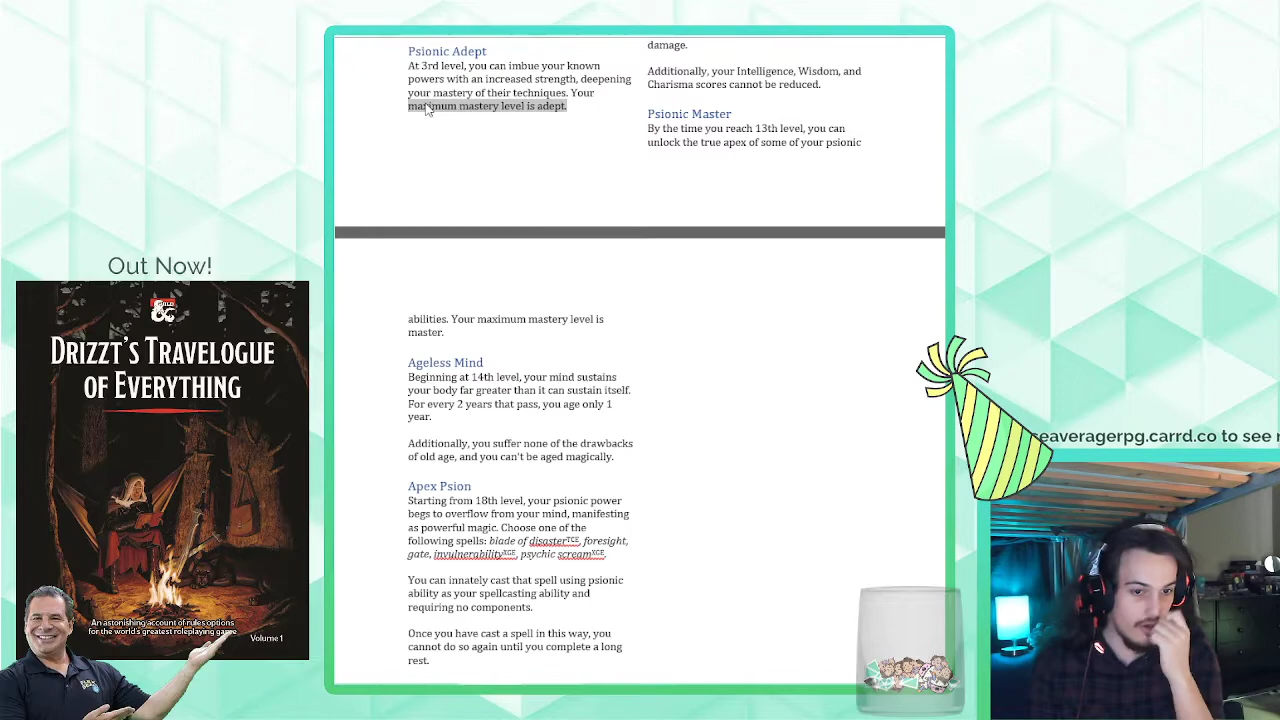 Psionic Adept
At 3rd level, you can imbue your known
powers with an increased strength, deepening
your mastery of their techniques. Your
maximum mastery level is adept.
damage.
Additionally, your Intelligence, Wisdom, and
Charisma scores cannot be reduced.
Psionic Master
By the time you reach 13th level, you can
unlock the true apex of some of your psionic
abilities. Your maximum mastery level is
master.
Ageless Mind
Beginning at 14th level, your mind sustains
your body far greater than it can sustain itself.
For every 2 years that pass, you age only 1
year.
Additionally, you suffer none of the drawbacks
of old age, and you can't be aged magically.
Apex Psion
Starting from 18th level, your psionic power
begs to overflow from your mind, manifesting
as powerful magic. Choose one of the
following spells: blade of disasterTCE, foresight,
gate, invulnerabilityXGE, psychic screamXGE.
You can innately cast that spell using psionic
ability as your spellcasting ability and
requiring no components.
Once you have cast a spell in this way, you
cannot do so again until you complete a long
rest.
Out Now!
Drizzt's Travelogue
of Everything
An astonishing account of rules options
for the world's greatest roleplaying game
Volume 1
eaveragerpg.carrd.co to see